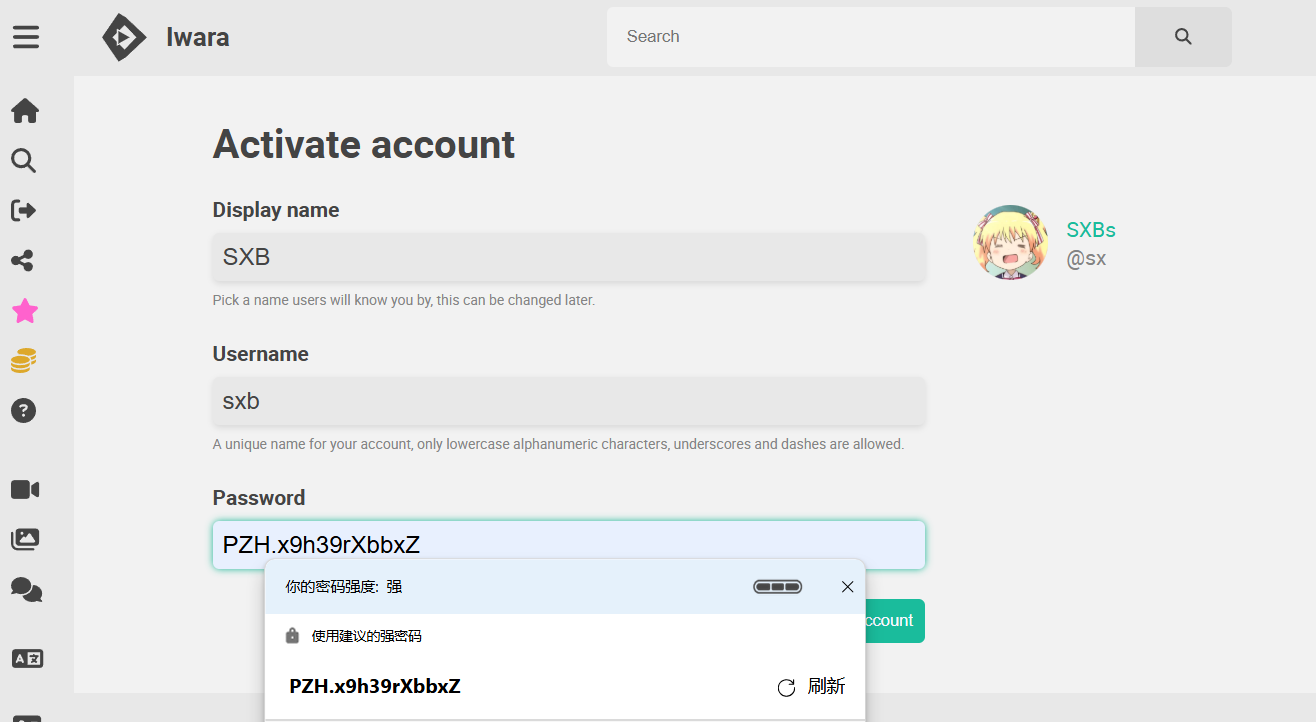 Iwara
Search
Activate account
Display name
SXB
Pick a name users will know you by, this can be changed later.
SXBs
@sx
Username
sxb
A unique name for your account, only lowercase alphanumeric characters, underscores and dashes are allowed.
Password
PZH.x9h39rXbbxZ
你的密码强度: 强
ccount
使用建议的强密码
PZH.x9h39rXbbxZ
刷新